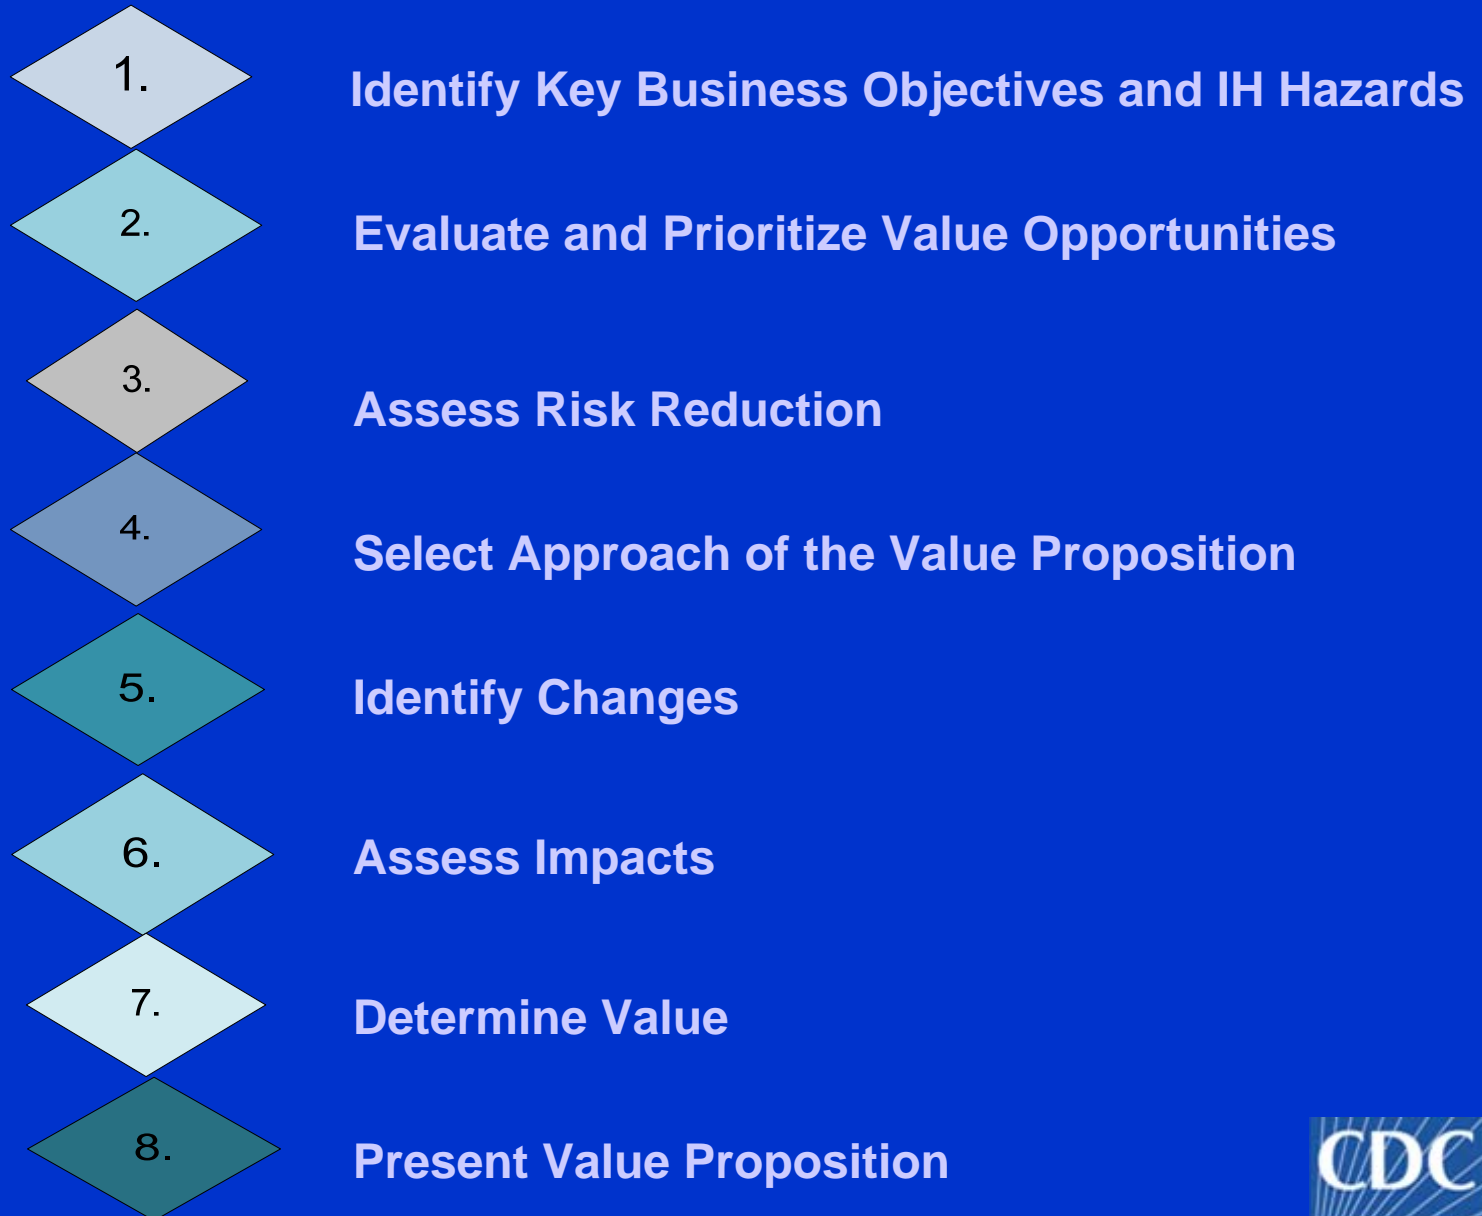 1.
Identify Key Business Objectives and IH Hazards
2.
Evaluate and Prioritize Value Opportunities
3.
Assess Risk Reduction
4.
Select Approach of the Value Proposition
5.
Identify Changes
6.
Assess Impacts
7.
Determine Value
8.
Present Value Proposition
CDC